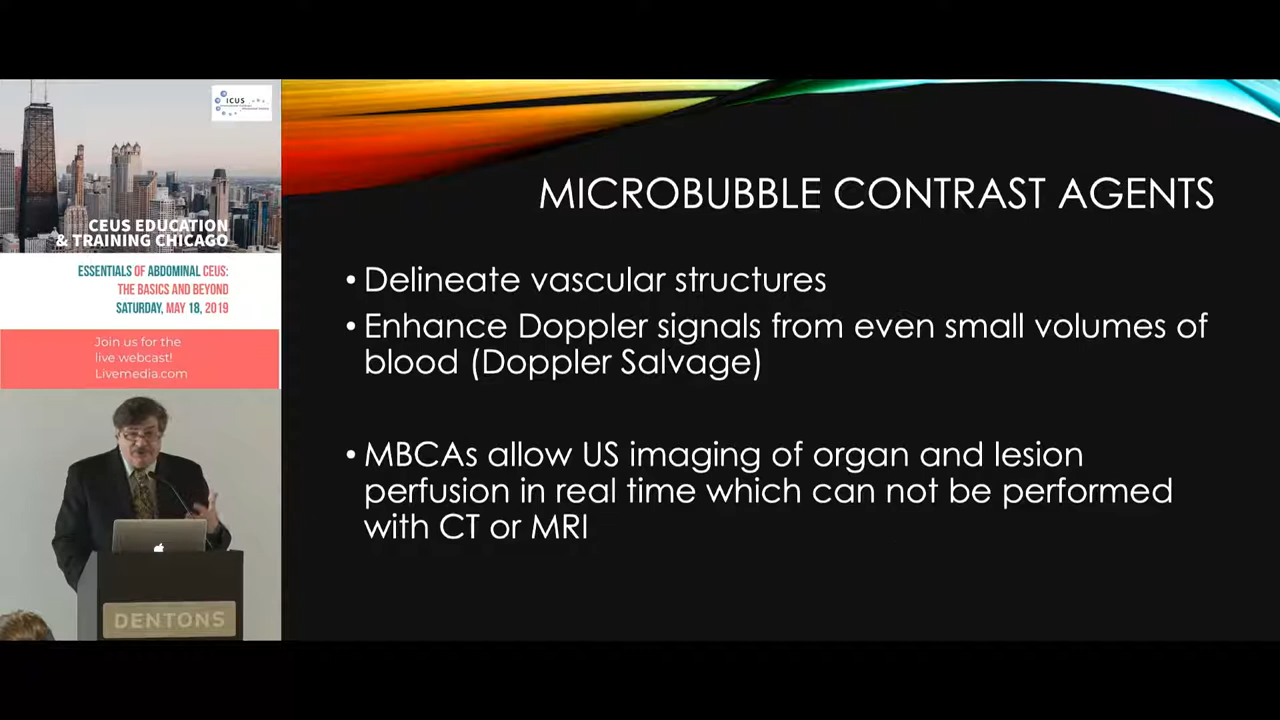 ICUS
CEUS EDUCATION
& TRAINING CHICAGO
ESSENTIALS OF ABDOMINAL CEUS:
THE BASICS AND BEYOND
SATURDAY, MAY 18, 2019
Join us for the
live webcast!
Livemedia.com
DENTONS
MICROBUBBLE CONTRAST AGENTS
• Delineate vascular structures
• Enhance Doppler signals from even small volumes of
blood (Doppler Salvage)
• MBCAs allow US imaging of organ and lesion
perfusion in real time which can not be performed
with CT or MRI